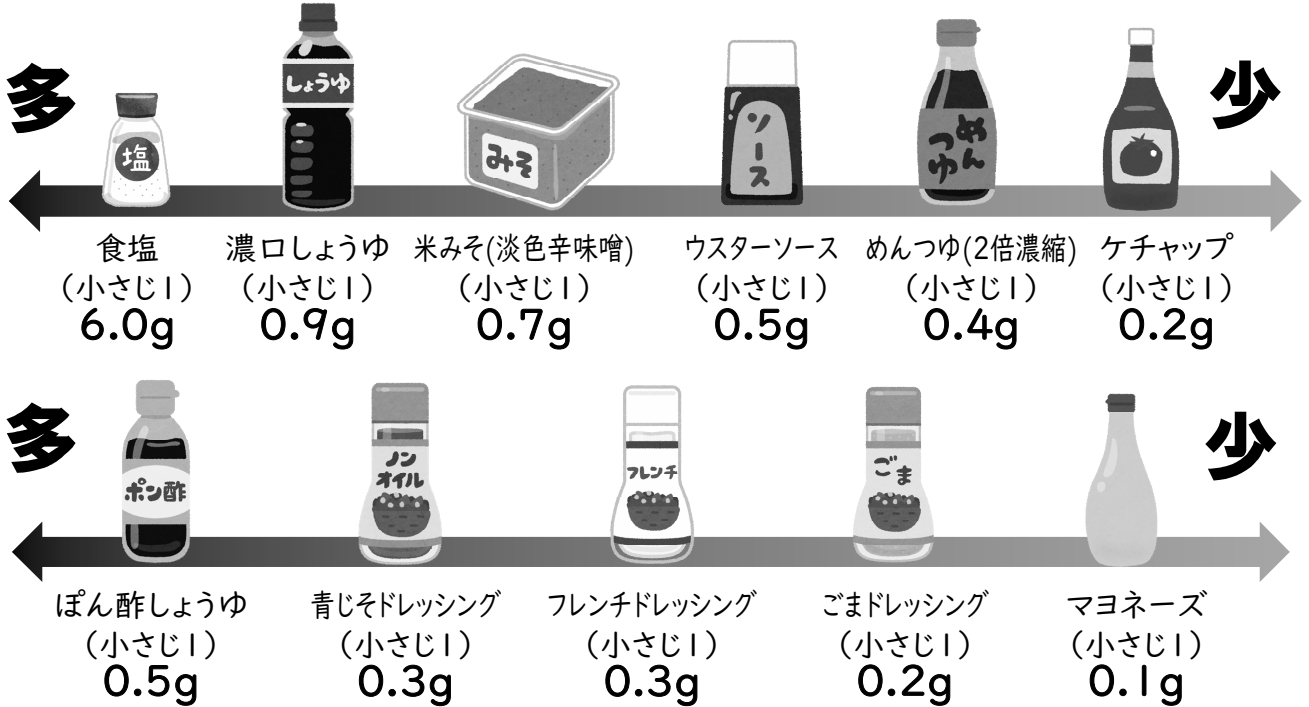 多
少
塩
しょうゆ
みそ
ソース
めんつゆ
食塩
(小さじ1)
6.0g
濃口しょうゆ
(小さじ1)
0.9g
米みそ(淡色辛味噌)
(小さじ1)
0.7g
ウスターソース
(小さじ1)
0.5g
めんつゆ(2倍濃縮)
(小さじ1)
0.4g
ケチャップ
(小さじ1)
0.2g
多
少
ポン酢
ノン
オイル
フレンチ
ごま
ぽん酢しょうゆ
(小さじ1)
0.5g
青じそドレッシング
(小さじ1)
0.3g
フレンチドレッシング
(小さじ1)
0.3g
ごまドレッシング
(小さじ1)
0.2g
マヨネーズ
(小さじ1)
0.1g